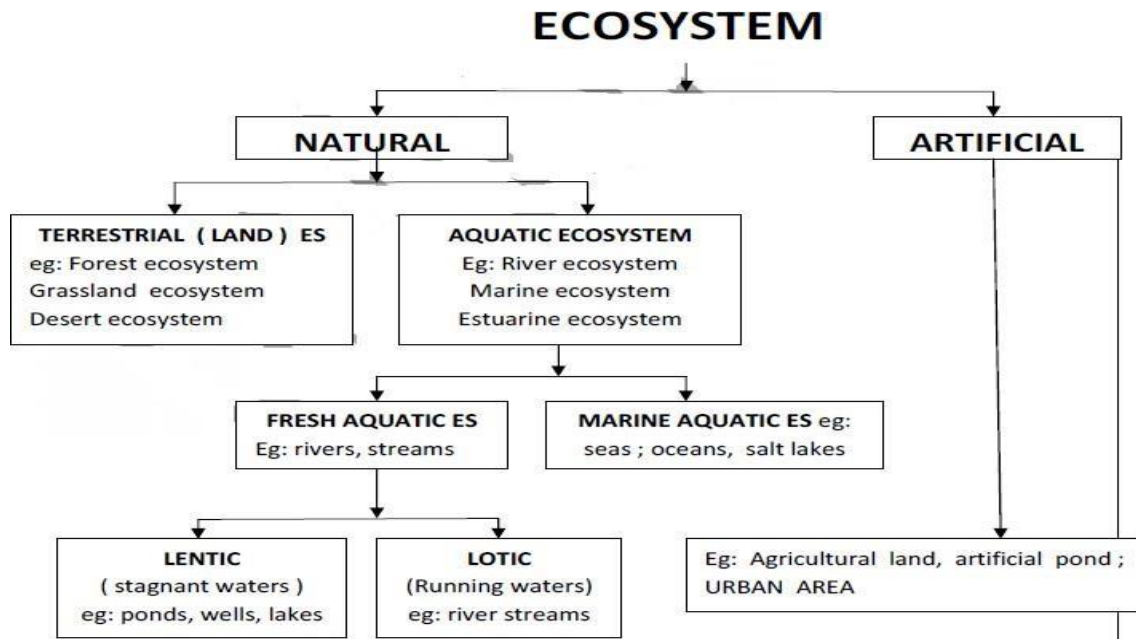 ECOSYSTEM
NATURAL
ARTIFICIAL
TERRESTRIAL ( LAND ) ES
eg: Forest ecosystem
Grassland ecosystem
Desert ecosystem
AQUATIC ECOSYSTEM
Eg: River ecosystem
Marine ecosystem
Estuarine ecosystem
FRESH AQUATIC ES
Eg: rivers, streams
MARINE AQUATIC ES eg:
seas ; oceans, salt lakes
LENTIC
( stagnant waters )
eg: ponds, wells, lakes
LOTIC
(Running waters)
eg: river streams
Eg: Agricultural land, artificial pond ;
URBAN AREA